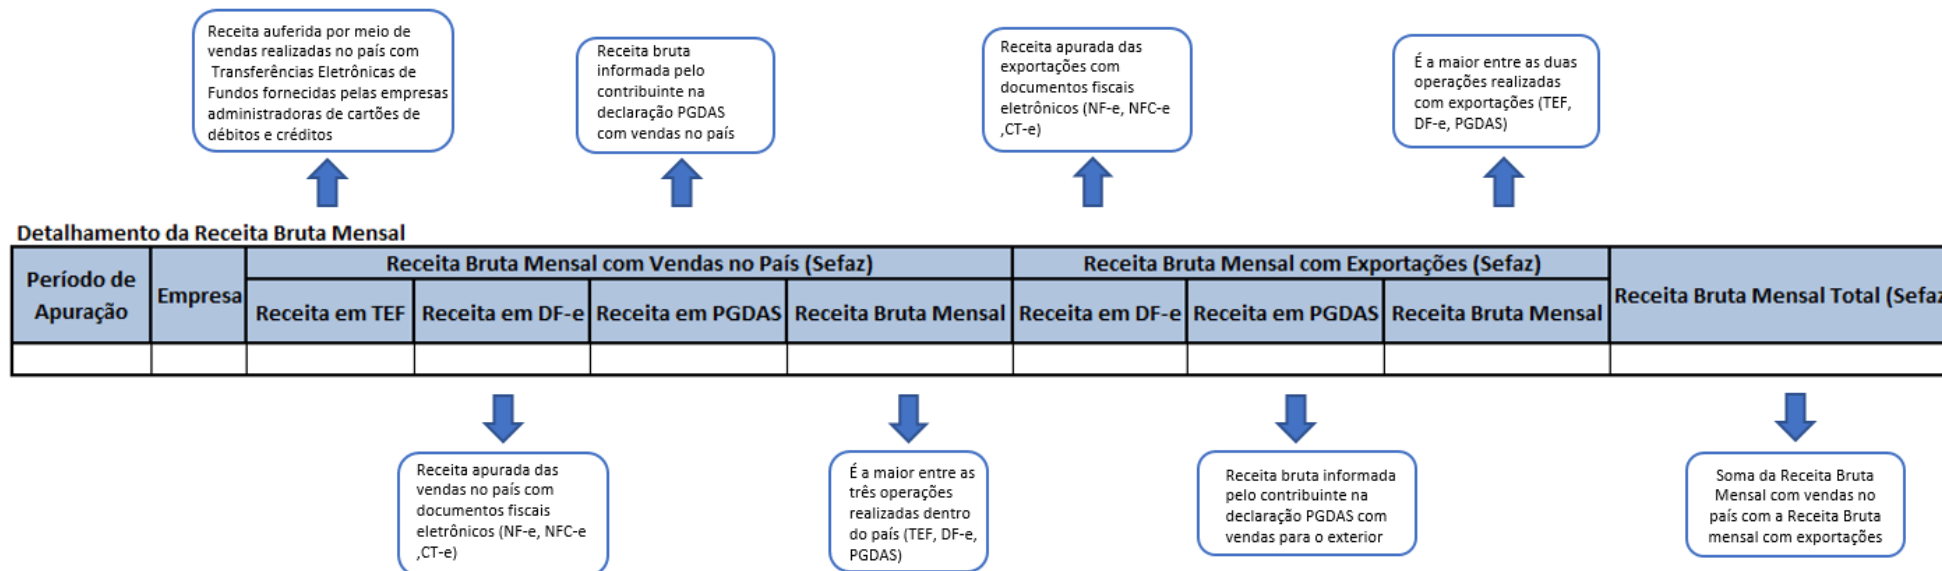 Receita auferida por meio de
vendas realizadas no país com
Transferências Eletrônicas de
Fundos fornecidas pelas empresas
administradoras de cartões de
débitos e créditos
Receita bruta
informada pelo
contribuinte na
declaração PGDAS
com vendas no país
Receita apurada das
exportações com
documentos fiscais
eletrônicos (NF-e, NFC-e
,CT-e)
É a maior entre as duas
operações realizadas
com exportações (TEF,
DF-e, PGDAS)
Detalhamento da Receita Bruta Mensal
Período de
Apuração
Empresa
Receita Bruta Mensal com Vendas no País (Sefaz)
Receita em TEF
Receita em DF-e
Receita em PGDAS
Receita Bruta Mensal
Receita Bruta Mensal com Exportações (Sefaz)
Receita em DF-e
Receita em PGDAS
Receita Bruta Mensal
Receita Bruta Mensal Total (Sefaz
Receita apurada das
vendas no país com
documentos fiscais
eletrônicos (NF-e, NFC-e
,CT-e)
É a maior entre as
três operações
realizadas dentro
do país (TEF, DF-e,
PGDAS)
Receita bruta informada
pelo contribuinte na
declaração PGDAS com
vendas para o exterior
Soma da Receita Bruta
Mensal com vendas no
país com a Receita Bruta
mensal com exportações